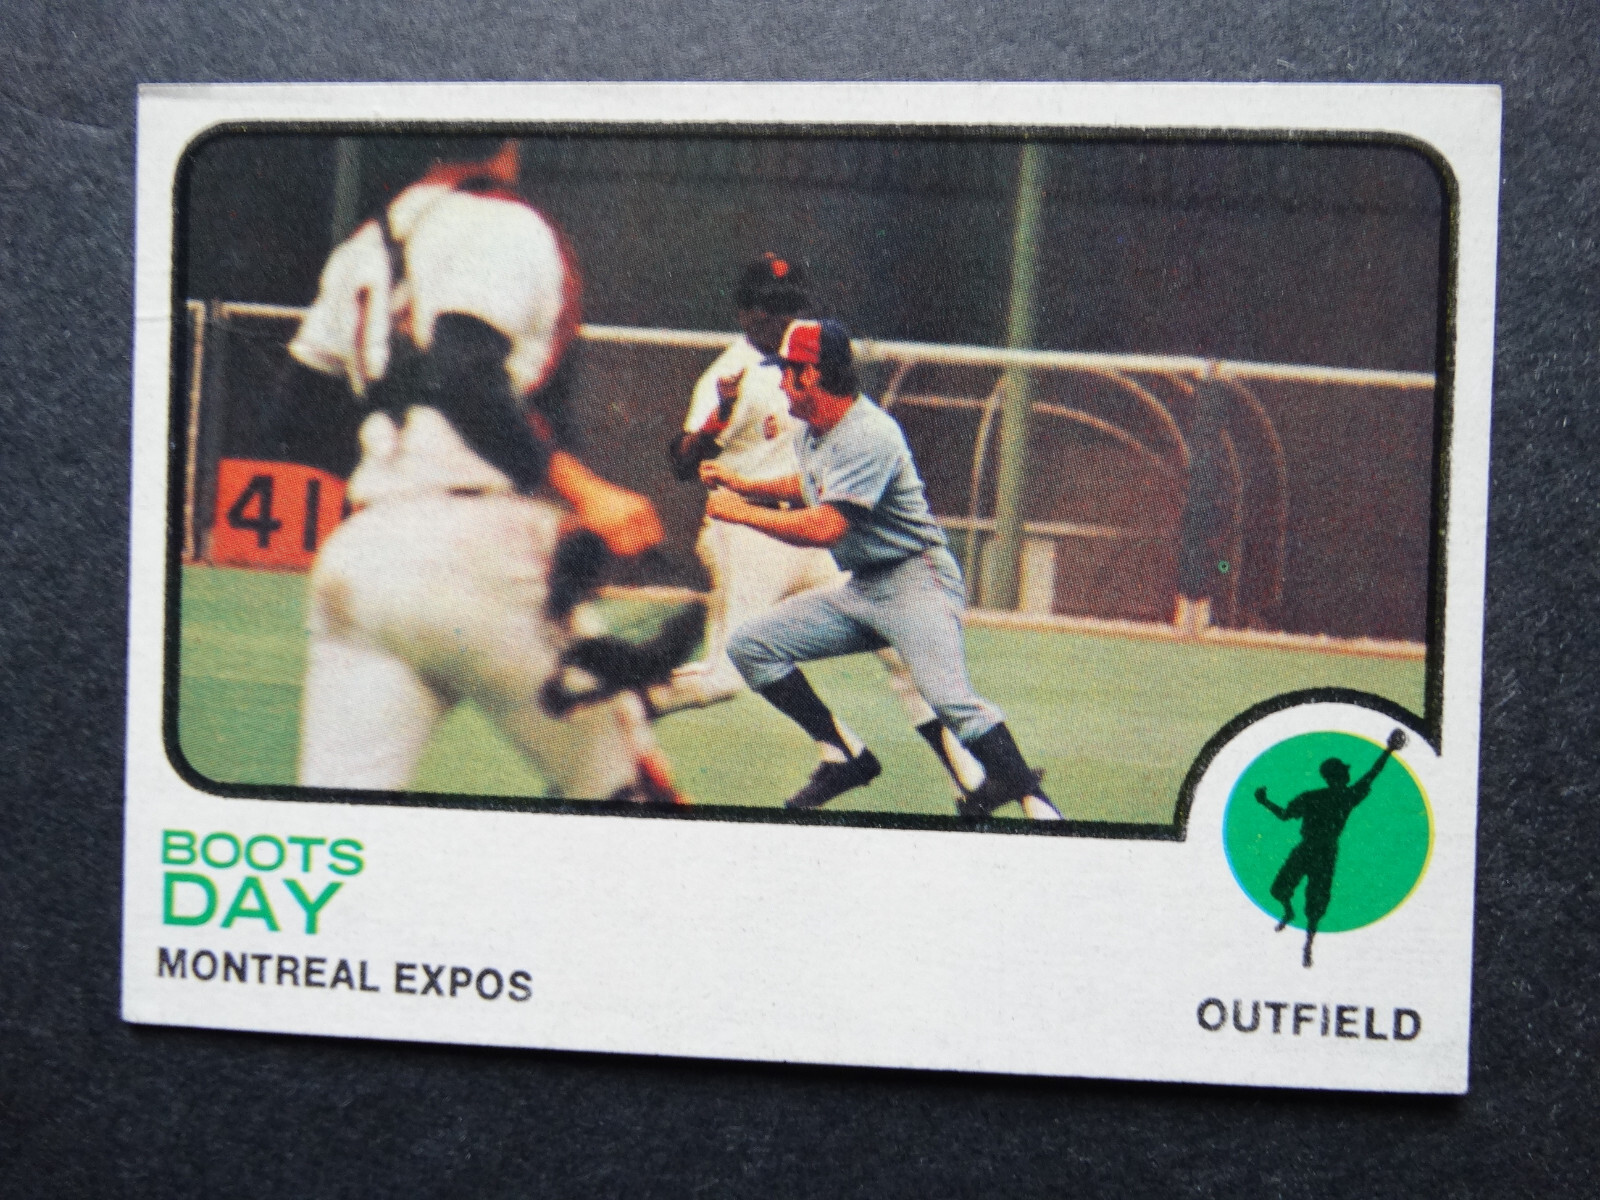 41
BOOTS
DAY
MONTREAL EXPOS
OUTFIELD